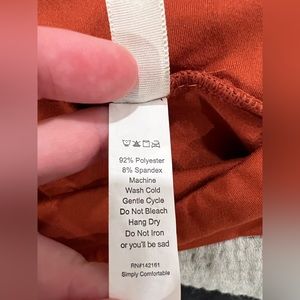 92% Polyester
8% Spandex
Machine
Wash Cold
Gentle Cycle
Do Not Bleach
Hang Dry
Do Not Iron
or you'll be sad
RN#142161
Simply Comfortable